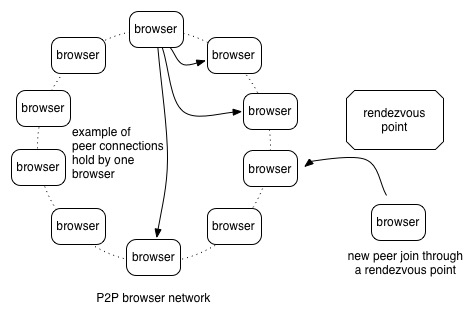 browser
browser
browser
browser
browser
rendezvous
point
example of
peer connections
hold by one
browser
browser
browser
browser
browser
browser
browser
new peer join through
a rendezvous point
P2P browser network